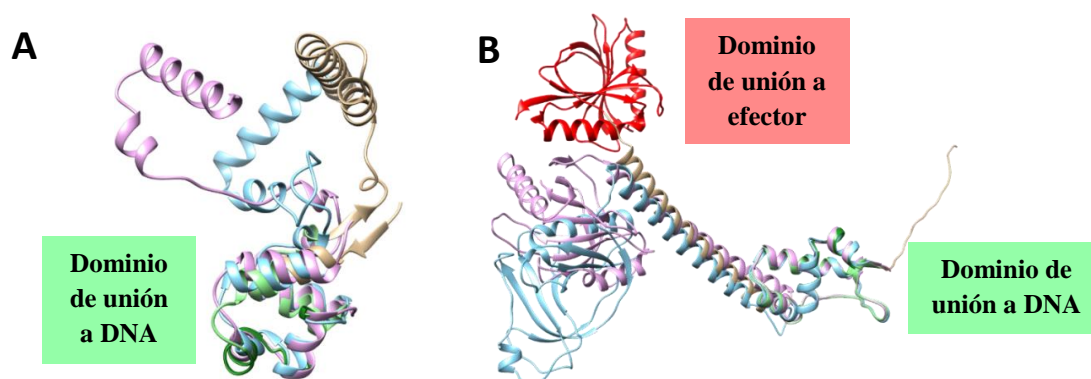 A
Dominio
de unión
a DNA
B
Dominio
de unión a
efector
Dominio de
unión a DNA